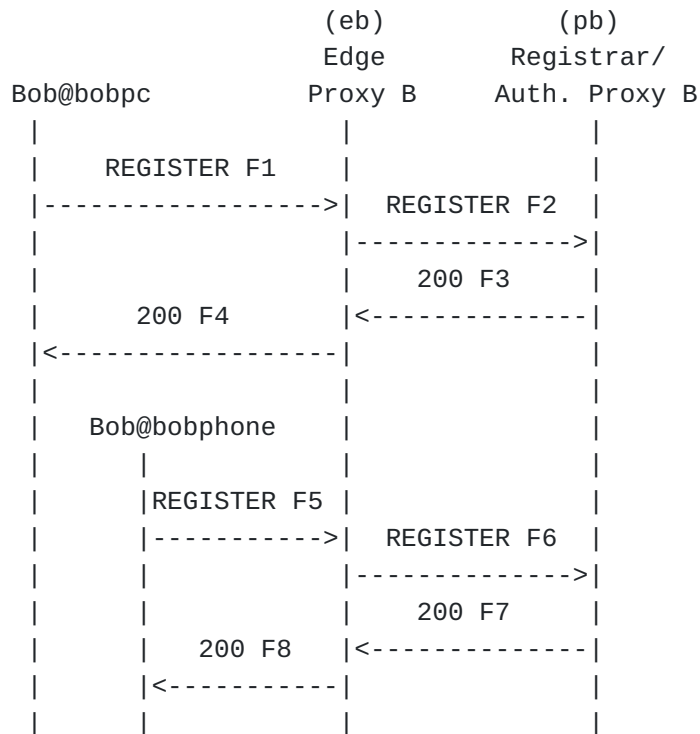 (eb) (pb)
Edge Registrar/
Bob@bobpc Proxy B Auth. Proxy B
REGISTER F1
REGISTER F2
200 F3
200 F4
Bob@bobphone
REGISTER F5
REGISTER F6
200 F7
200 F8